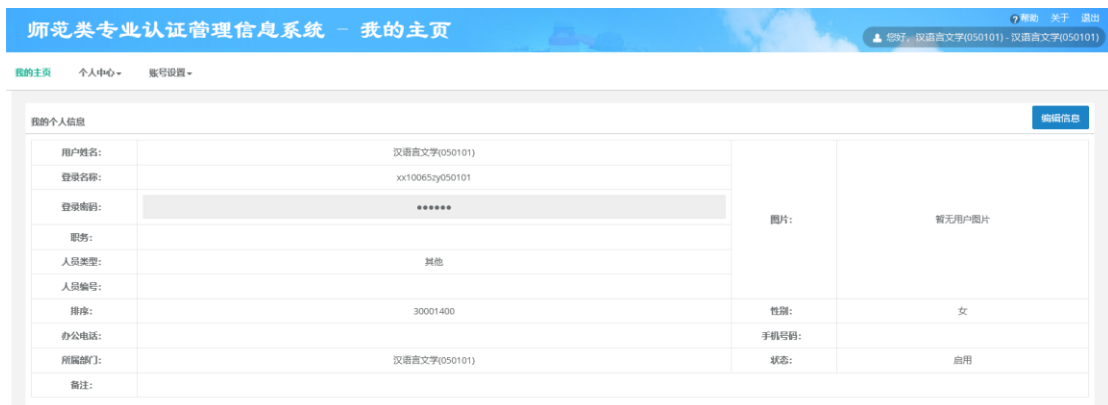 师范类专业认证管理信息系统 - 我的主页
帮助 关于 退出
您好, 汉语言文学(050101) - 汉语言文学(050101)
我的主页 个人中心 账号设置
我的个人信息 编辑信息
用户姓名: 汉语言文学(050101)
登录名称: xx10065zy050101
登录密码: ●●●●●●
图片: 暂无用户图片
职务:
人员类型: 其他
人员编号:
排序: 30001400 性别: 女
办公电话: 手机号码:
所属部门: 汉语言文学(050101) 状态: 启用
备注: